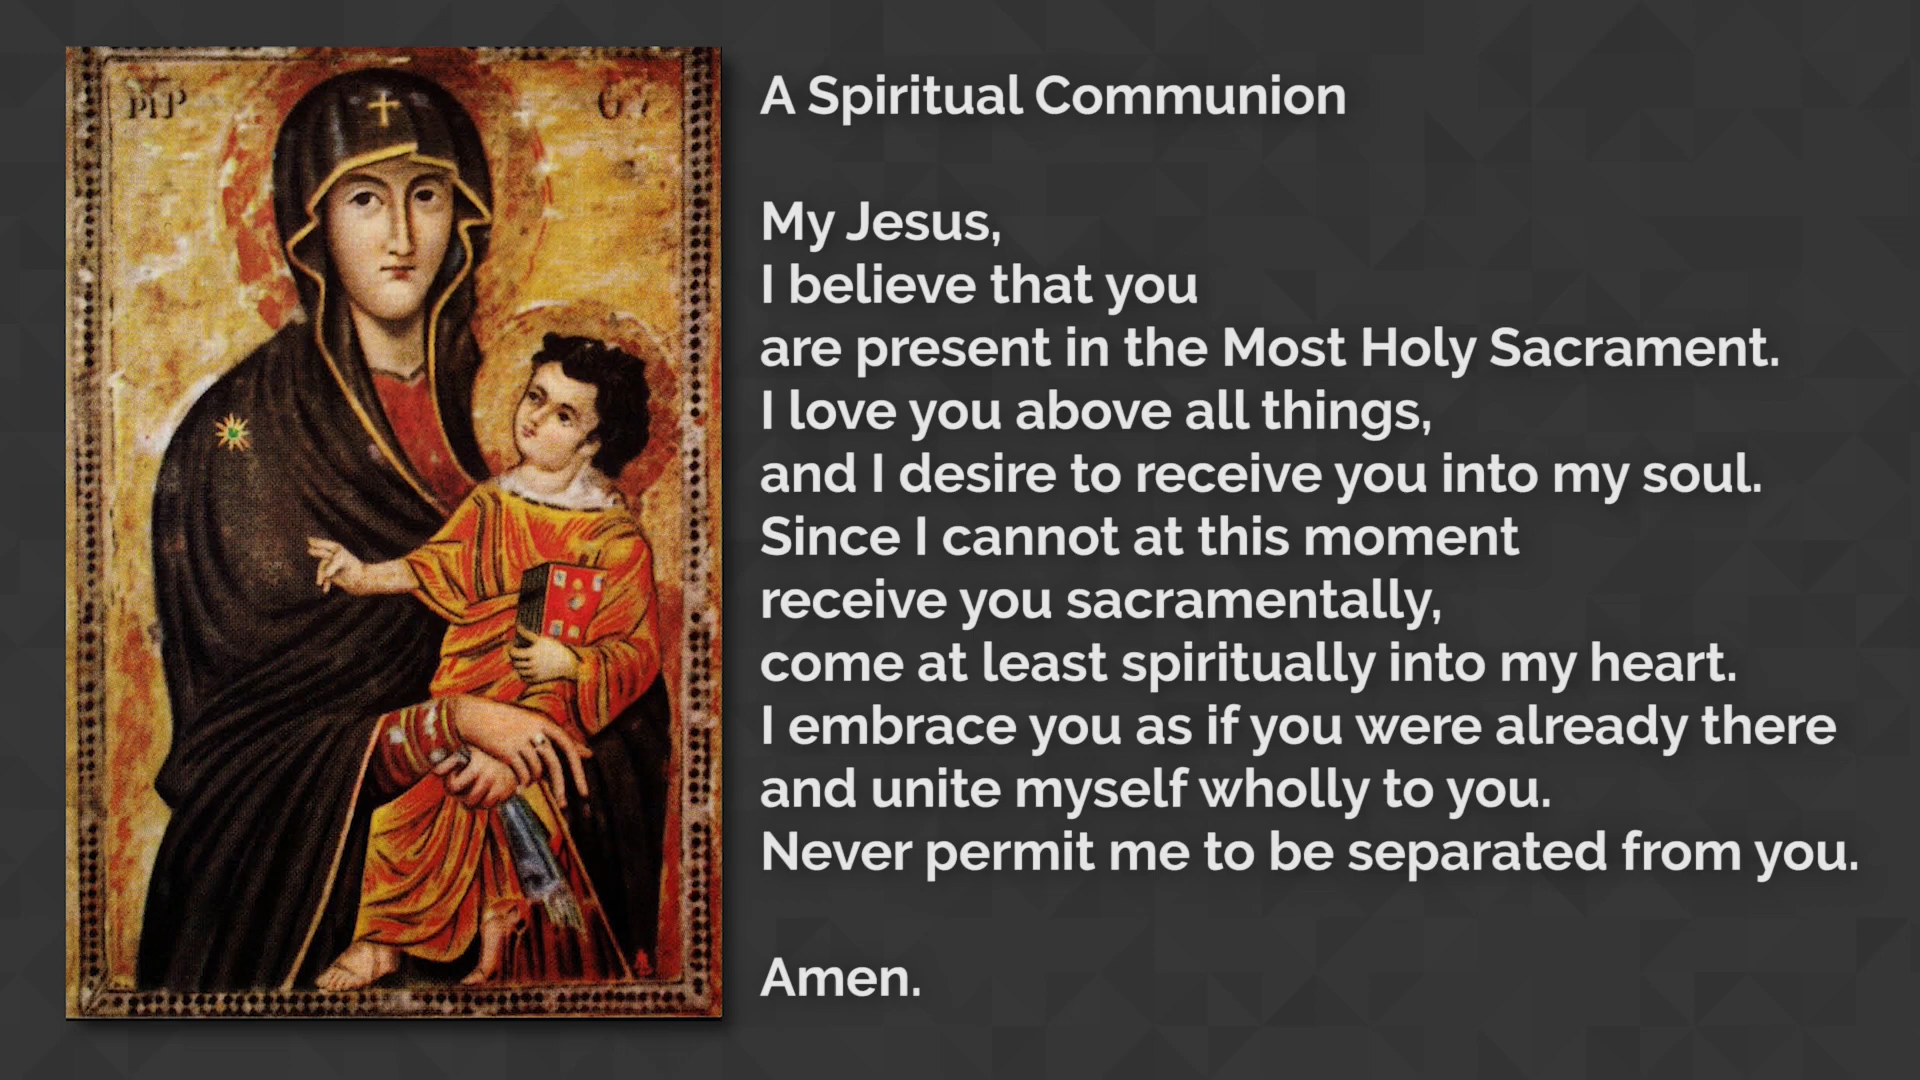 A Spiritual Communion
My Jesus,
I believe that you
are present in the Most Holy Sacrament.
I love you above all things,
and I desire to receive you into my soul.
Since I cannot at this moment
receive you sacramentally,
come at least spiritually into my heart.
I embrace you as if you were already there
and unite myself wholly to you.
Never permit me to be separated from you.
Amen.